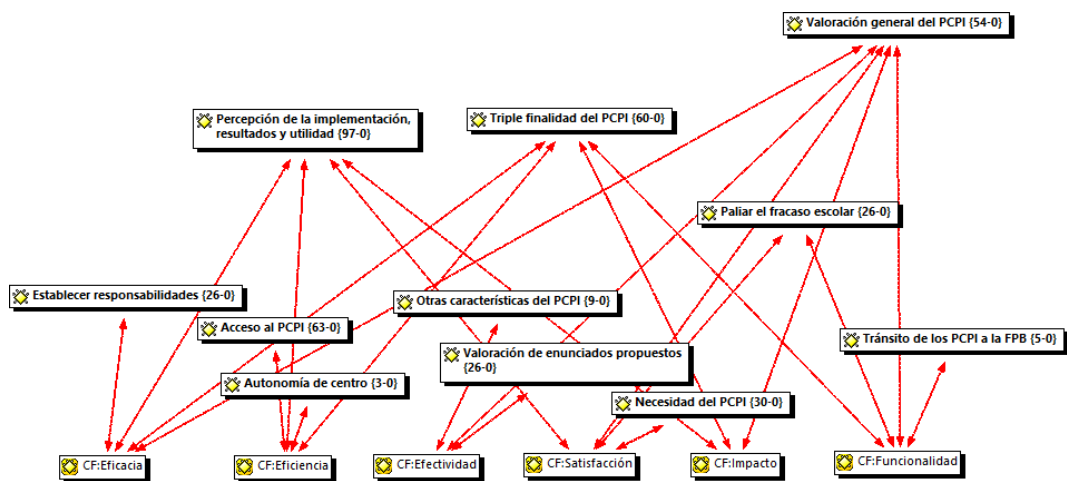 Valoración general del PCPI {54-0}
Percepción de la implementación,
resultados y utilidad {97-0}
Triple finalidad del PCPI {60-0}
Paliar el fracaso escolar {26-0}
Establecer responsabilidades {26-0}
Otras características del PCPI {9-0}
Acceso al PCPI {63-0}
Tránsito de los PCPI a la FPB {5-0}
Valoración de enunciados propuestos
{26-0}
Autonomía de centro {3-0}
Necesidad del PCPI {30-0}
CF:Eficacia
CF:Eficiencia
CF:Efectividad
CF:Satisfacción
CF:Impacto
CF:Funcionalidad